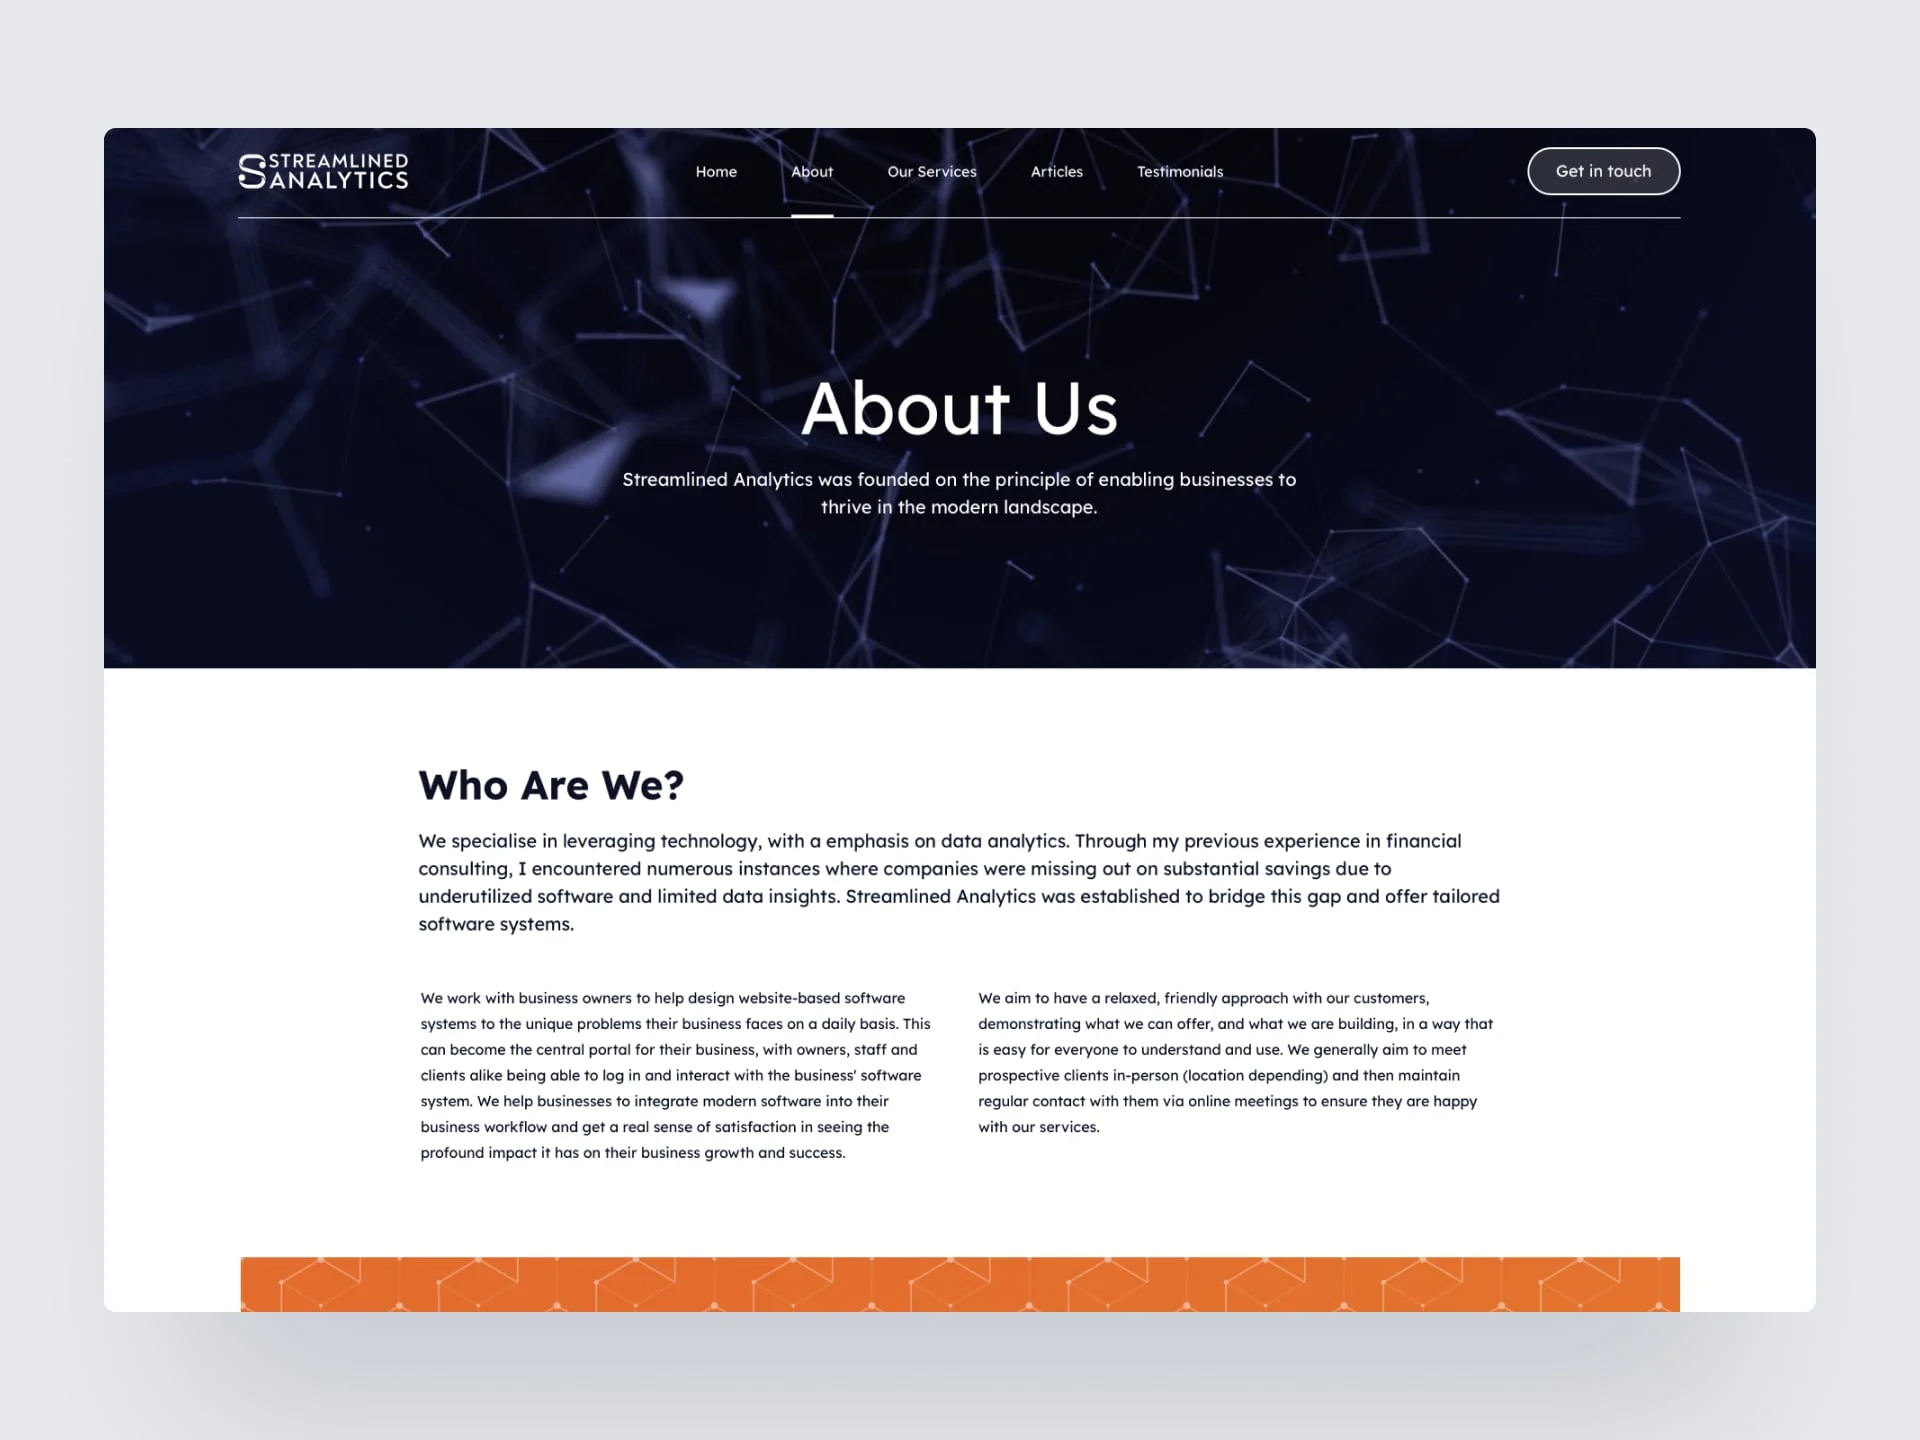 STREAMLINED
ANALYTICS
Home
About
Our Services
Articles
Testimonials
Get in touch
About Us
Streamlined Analytics was founded on the principle of enabling businesses to
thrive in the modern landscape.
Who Are We?
We specialise in leveraging technology, with a emphasis on data analytics. Through my previous experience in financial
consulting, I encountered numerous instances where companies were missing out on substantial savings due to
underutilized software and limited data insights. Streamlined Analytics was established to bridge this gap and offer tailored
software systems.
We work with business owners to help design website-based software
systems to the unique problems their business faces on a daily basis. This
can become the central portal for their business, with owners, staff and
clients alike being able to log in and interact with the business' software
system. We help businesses to integrate modern software into their
business workflow and get a real sense of satisfaction in seeing the
profound impact it has on their business growth and success.
We aim to have a relaxed, friendly approach with our customers,
demonstrating what we can offer, and what we are building, in a way that
is easy for everyone to understand and use. We generally aim to meet
prospective clients in-person (location depending) and then maintain
regular contact with them via online meetings to ensure they are happy
with our services.